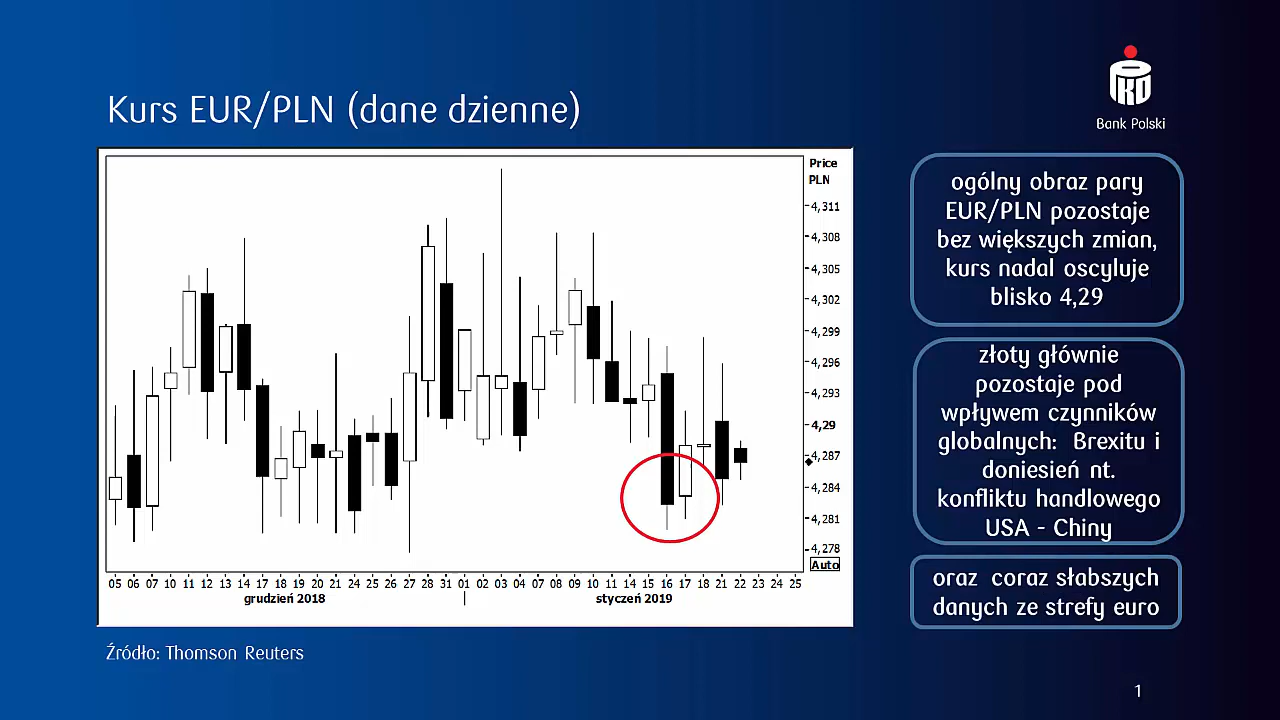 Bank Polski
Kurs EUR/PLN (dane dzienne)
Price
PLN
4,311
4,308
4,305
4,302
4,299
4,296
4,293
4,29
4,287
4,284
4,281
4,278
Auto
05 06 07 10 11 12 13 14 17 18 19 20 21 24 25 26 27 28 31 01 02 03 04 07 08 09 10 11 14 15 16 17 18 21 22 23 24 25
grudzień 2018 styczeń 2019
Źródło: Thomson Reuters
ogólny obraz pary
EUR/PLN pozostaje
bez większych zmian,
kurs nadal oscyluje
blisko 4,29
złoty głównie
pozostaje pod
wpływem czynników
globalnych: Brexitu i
doniesień nt.
konfliktu handlowego
USA - Chiny
oraz coraz słabszych
danych ze strefy euro
1